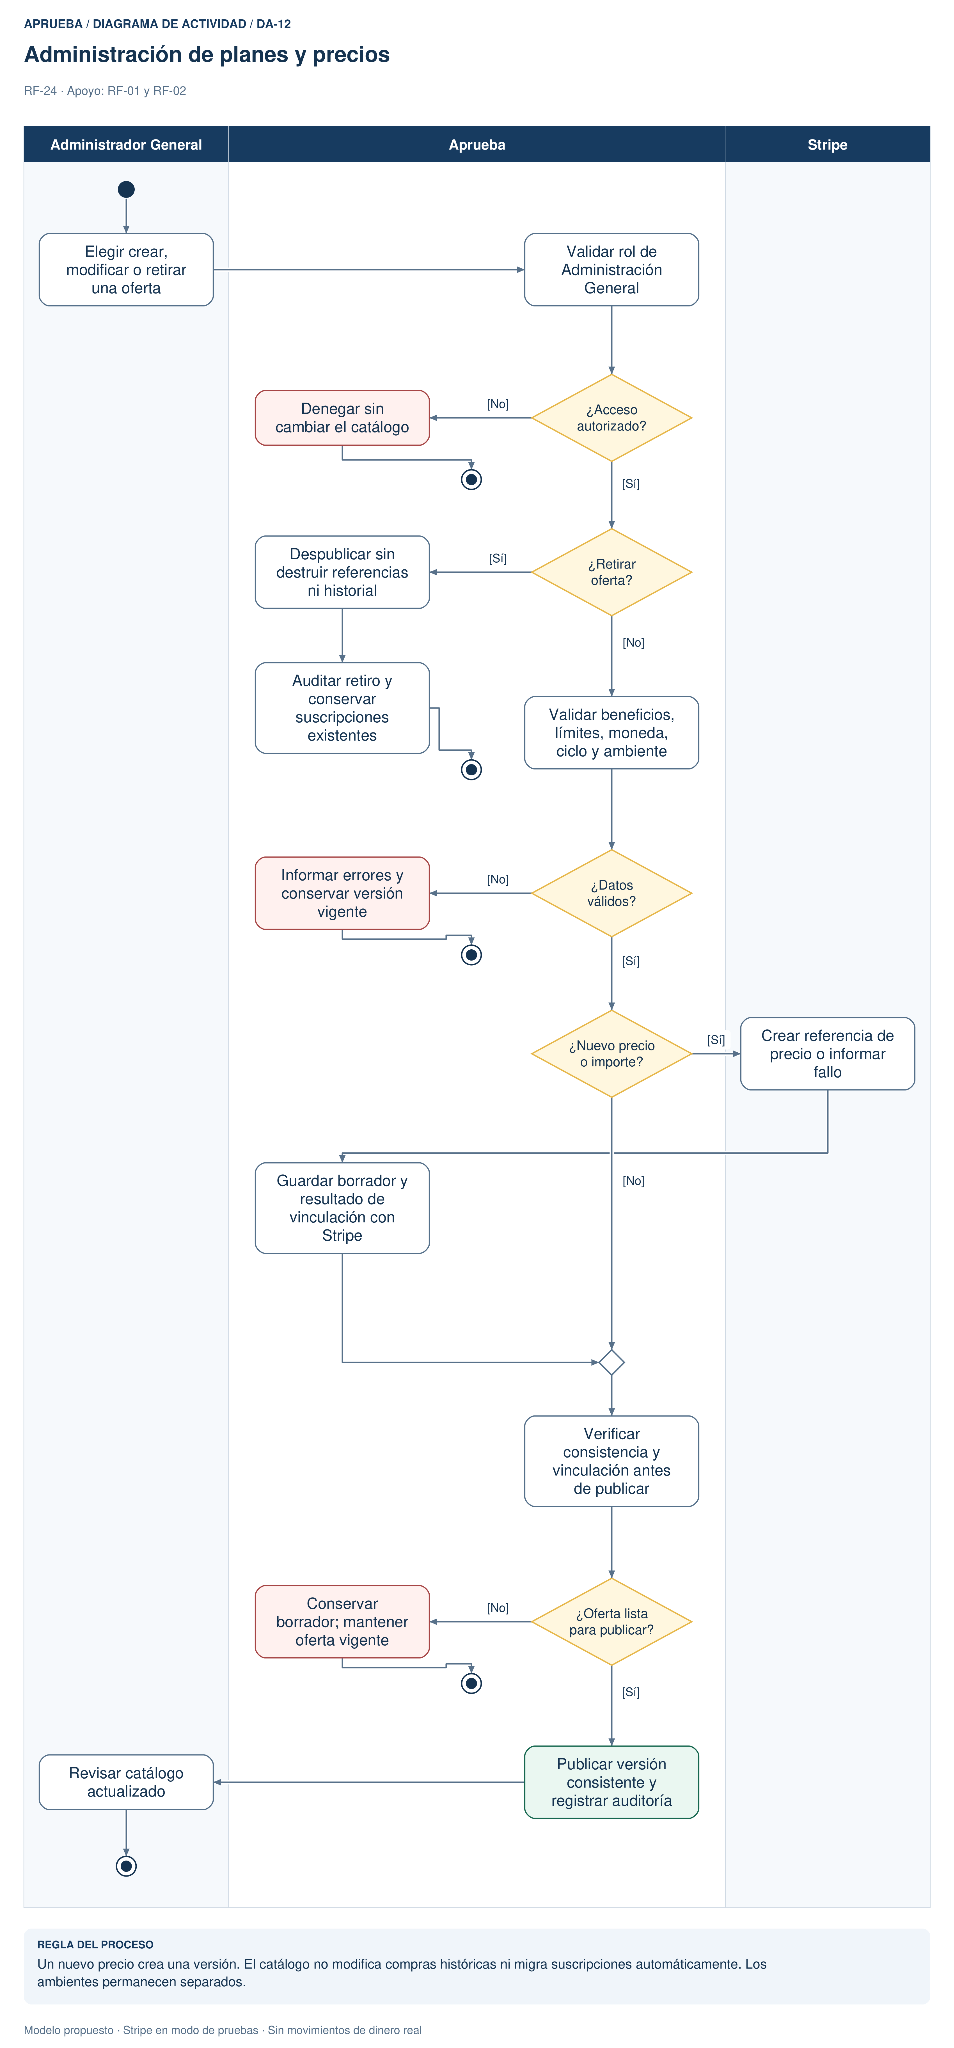 APRUEBA / DIAGRAMA DE ACTIVIDAD / DA-12
Administración de planes y precios
RF-24 · Apoyo: RF-01 y RF-02
Administrador General
Aprueba
Stripe
Elegir crear,
modificar o retirar
una oferta
Validar rol de
Administración
General
¿Acceso
autorizado?
[No]
Denegar sin
cambiar el catálogo
[Sí]
¿Retirar
oferta?
[Sí]
Despublicar sin
destruir referencias
ni historial
[No]
Auditar retiro y
conservar
suscripciones
existentes
Validar beneficios,
límites, moneda,
ciclo y ambiente
¿Datos
válidos?
[No]
Informar errores y
conservar versión
vigente
[Sí]
¿Nuevo precio
o importe?
[Sí]
Crear referencia de
precio o informar
fallo
[No]
Guardar borrador y
resultado de
vinculación con
Stripe
Verificar
consistencia y
vinculación antes
de publicar
¿Oferta lista
para publicar?
[No]
Conservar
borrador; mantener
oferta vigente
[Sí]
Publicar versión
consistente y
registrar auditoría
Revisar catálogo
actualizado
REGLA DEL PROCESO
Un nuevo precio crea una versión. El catálogo no modifica compras históricas ni migra suscripciones automáticamente. Los
ambientes permanecen separados.
Modelo propuesto · Stripe en modo de pruebas · Sin movimientos de dinero real